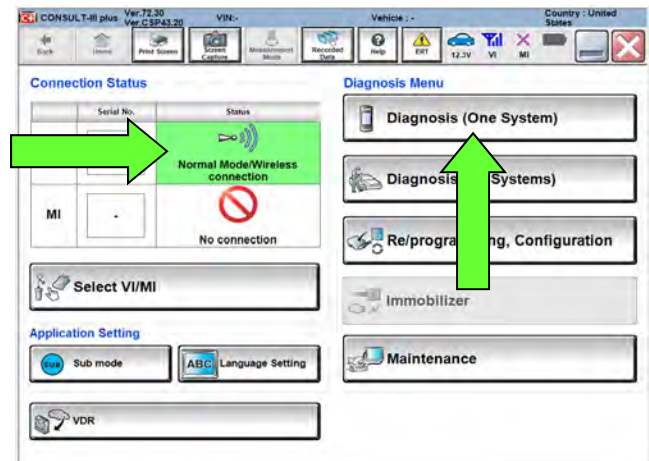 CONSULT-III plus Ver.72.30 VIN:- Vehicle : - Country : United
Ver.CSP43.20 States
Back Home Print Screen Screen Capture Measurement Mode Recorded Data Help ERT 12.3V VI MI
Connection Status
Diagnosis Menu
Serial No. Status
Normal Mode/Wireless
connection
MI - No connection
Diagnosis (One System)
Diagnosis Systems)
Re/programming, Configuration
Immobilizer
Maintenance
Select VI/MI
Application Setting
SUB Sub mode
ABC Language Setting
VDR